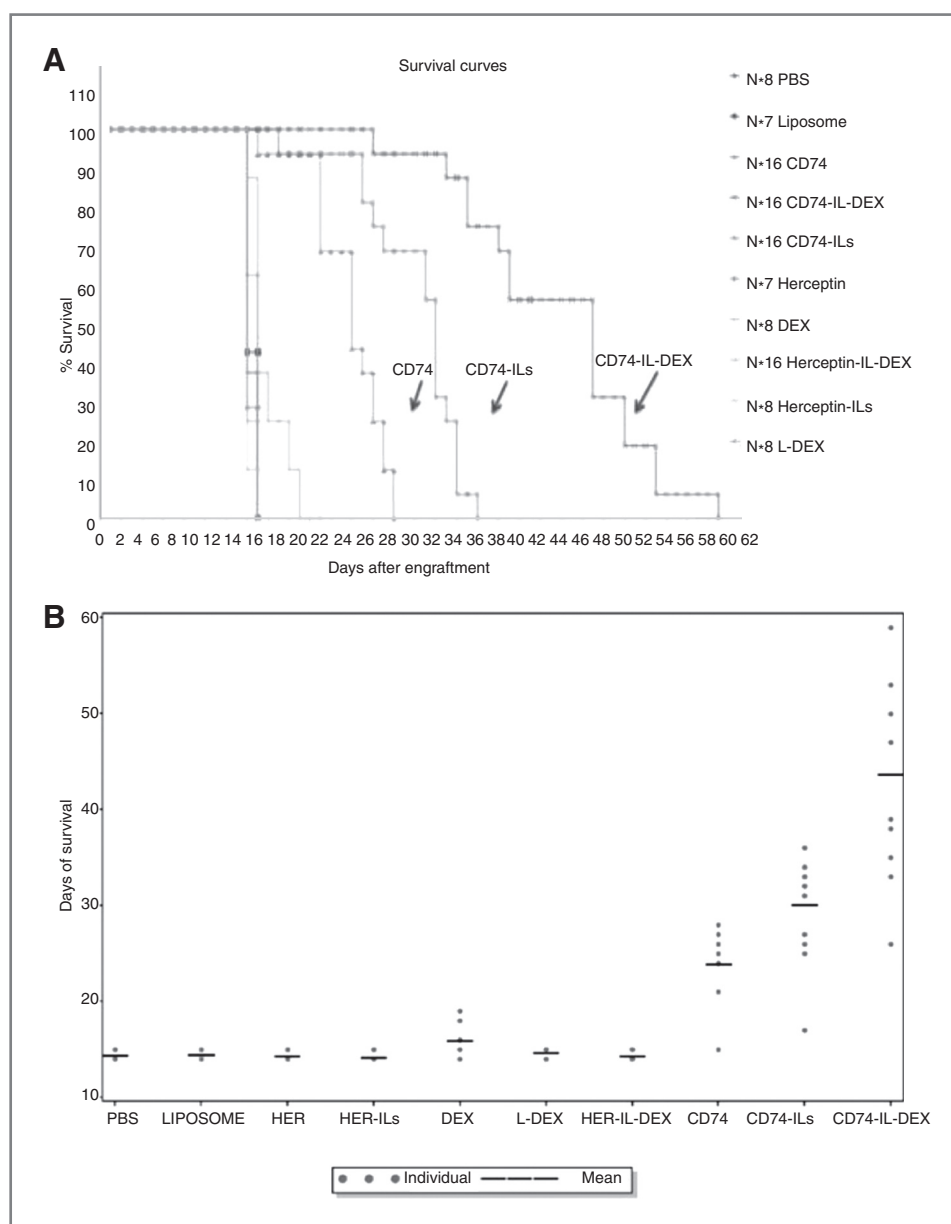 A
Survival curves
110
100
90
80
70
60
50
40
30
20
10
0
% Survival
0 2 4 6 8 10 12 14 16 18 20 22 24 26 28 30 32 34 36 38 40 42 44 46 48 50 52 54 56 58 60 62
Days after engraftment
CD74
CD74-ILs
CD74-IL-DEX
N*8 PBS
N*7 Liposome
N*16 CD74
N*16 CD74-IL-DEX
N*16 CD74-ILs
N*7 Herceptin
N*8 DEX
N*16 Herceptin-IL-DEX
N*8 Herceptin-ILs
N*8 L-DEX
B
60
50
40
30
20
10
Days of survival
PBS LIPOSOME HER HER-ILs DEX L-DEX HER-IL-DEX CD74 CD74-ILs CD74-IL-DEX
Individual Mean